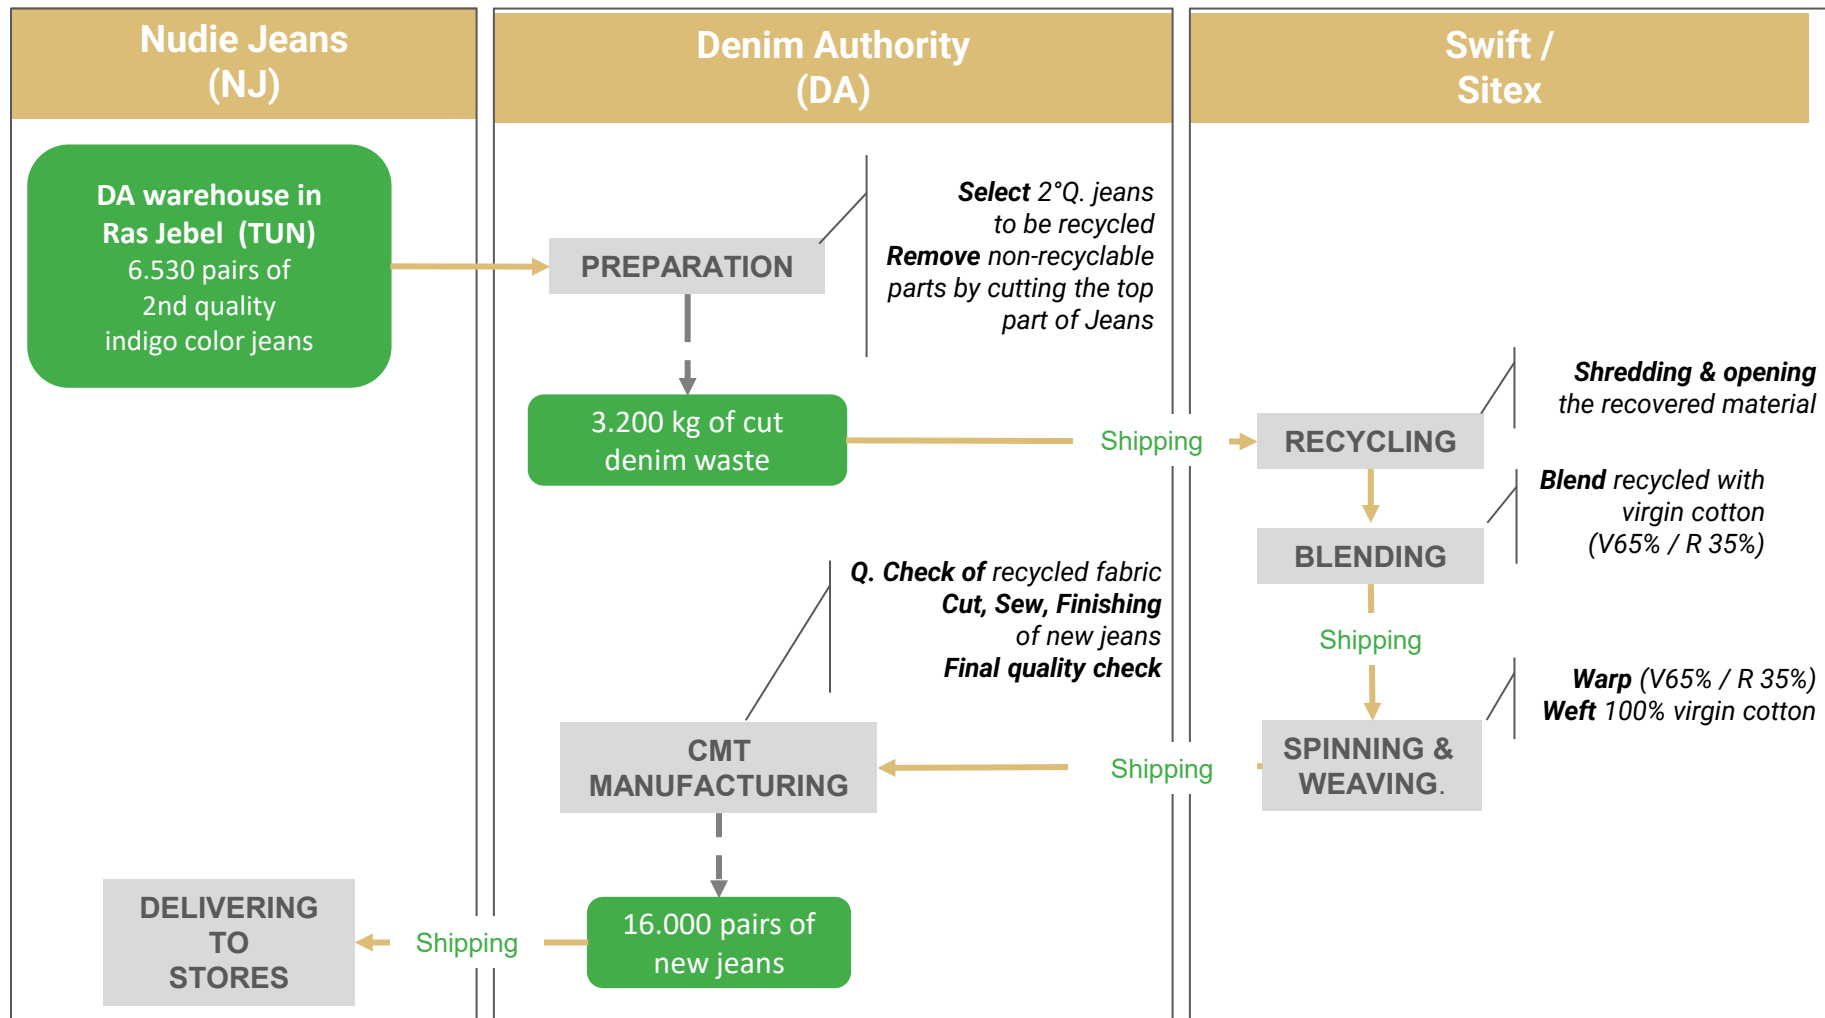 Nudie Jeans
(NJ)
Denim Authority
(DA)
Swift /
Sitex
DA warehouse in
Ras Jebel (TUN)
6.530 pairs of
2nd quality
indigo color jeans
PREPARATION
Select 2°Q. jeans
to be recycled
Remove non-recyclable
parts by cutting the top
part of Jeans
3.200 kg of cut
denim waste
Shipping
RECYCLING
Shredding & opening
the recovered material
BLENDING
Blend recycled with
virgin cotton
(V65% / R 35%)
Shipping
SPINNING &
WEAVING.
Warp (V65% / R 35%)
Weft 100% virgin cotton
Shipping
CMT
MANUFACTURING
Q. Check of recycled fabric
Cut, Sew, Finishing
of new jeans
Final quality check
16.000 pairs of
new jeans
Shipping
DELIVERING
TO
STORES